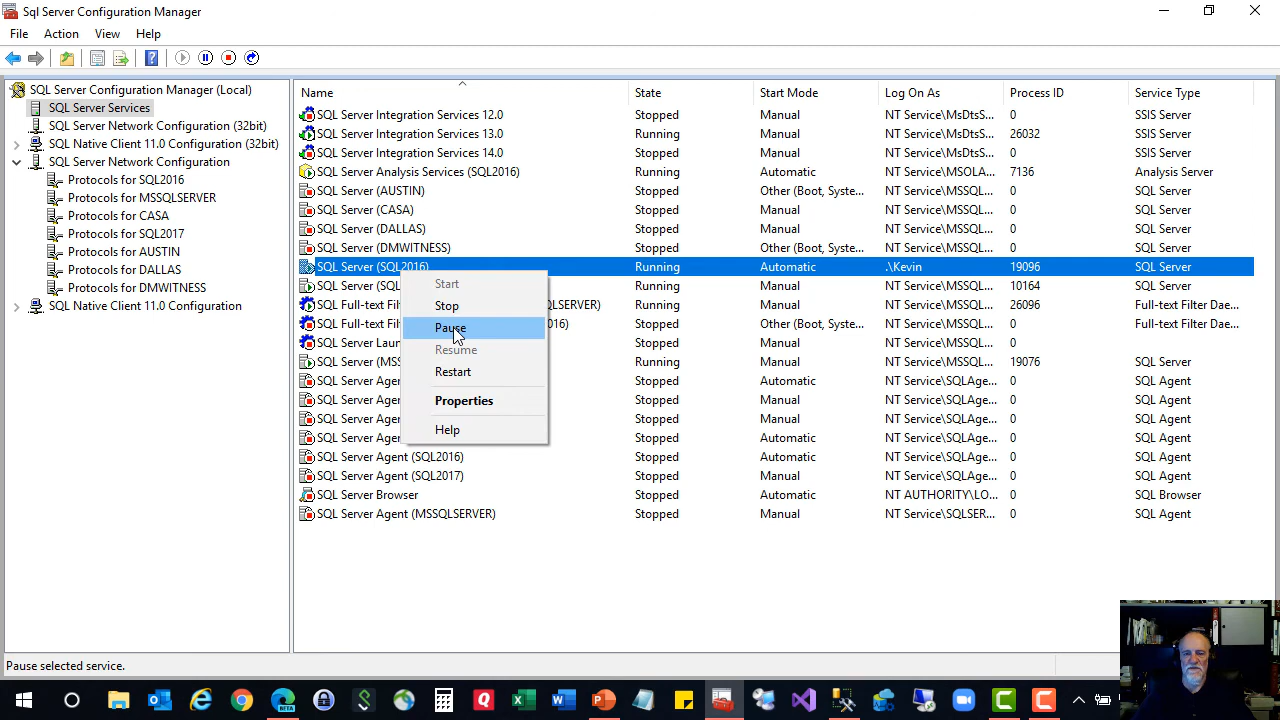 Sql Server Configuration Manager
File Action View Help
SQL Server Configuration Manager (Local)
SQL Server Services
SQL Server Network Configuration (32bit)
SQL Native Client 11.0 Configuration (32bit)
SQL Server Network Configuration
Protocols for SQL2016
Protocols for MSSQLSERVER
Protocols for CASA
Protocols for SQL2017
Protocols for AUSTIN
Protocols for DALLAS
Protocols for DMWITNESS
SQL Native Client 11.0 Configuration
Name State Start Mode Log On As Process ID Service Type
SQL Server Integration Services 12.0 Stopped Manual NT Service\MsDtsS... 0 SSIS Server
SQL Server Integration Services 13.0 Running Manual NT Service\MsDtsS... 26032 SSIS Server
SQL Server Integration Services 14.0 Stopped Manual NT Service\MsDtsS... 0 SSIS Server
SQL Server Analysis Services (SQL2016) Running Automatic NT Service\MSOLA... 7136 Analysis Server
SQL Server (AUSTIN) Stopped Other (Boot, Syste... NT Service\MSSQL... 0 SQL Server
SQL Server (CASA) Stopped Manual NT Service\MSSQL... 0 SQL Server
SQL Server (DALLAS) Stopped Manual NT Service\MSSQL... 0 SQL Server
SQL Server (DMWITNESS) Stopped Other (Boot, Syste... NT Service\MSSQL... 0 SQL Server
SQL Server (SQL2016) Running Automatic .\Kevin 19096 SQL Server
SQL Server (SQ Running Manual NT Service\MSSQL... 10164 SQL Server
SQL Full-text Fil QLSERVER) Running Manual NT Service\MSSQL... 26096 Full-text Filter Dae...
SQL Full-text Fil 016) Stopped Other (Boot, Syste... NT Service\MSSQL... 0 Full-text Filter Dae...
SQL Server Laun Stopped Manual NT Service\MSSQL... 0
SQL Server (MS Running Manual NT Service\MSSQL... 19076 SQL Server
SQL Server Age Stopped Automatic NT Service\SQLAge... 0 SQL Agent
SQL Server Age Stopped Manual NT Service\SQLAge... 0 SQL Agent
SQL Server Age Stopped Manual NT Service\SQLAge... 0 SQL Agent
SQL Server Age Stopped Automatic NT Service\SQLAge... 0 SQL Agent
SQL Server Agent (SQL2016) Stopped Automatic NT Service\SQLAge... 0 SQL Agent
SQL Server Agent (SQL2017) Stopped Manual NT Service\SQLAge... 0 SQL Agent
SQL Server Browser Stopped Automatic NT AUTHORITY\LO... 0 SQL Browser
SQL Server Agent (MSSQLSERVER) Stopped Manual NT Service\SQLSER... 0 SQL Agent
Start
Stop
Pause
Resume
Restart
Properties
Help
Pause selected service.
BETA